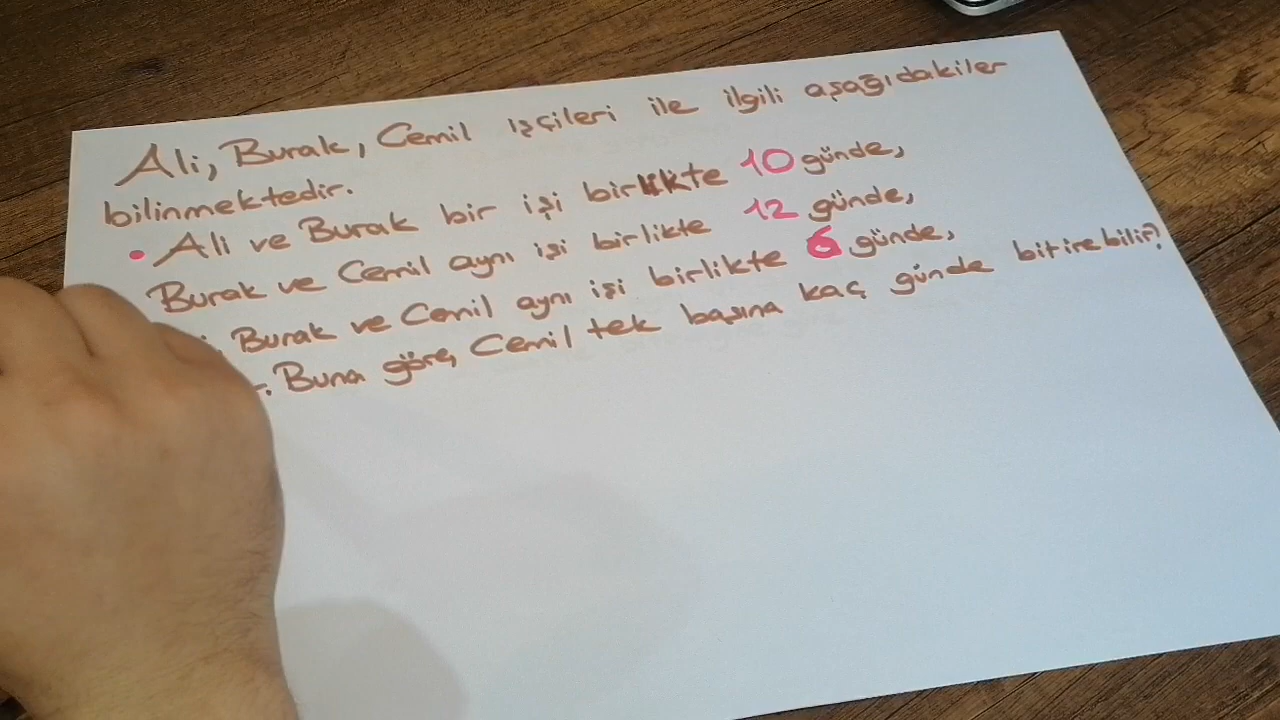 Ali, Burak, Cemil işçileri ile ilgili aşağıdakiler
bilinmektedir.
• Ali ve Burak bir işi birlikte 10 günde,
Burak ve Cemil aynı işi birlikte 12 günde,
Burak ve Cemil aynı işi birlikte 6 günde,
. Buna göre, Cemil tek başına kaç günde bitirebilir?